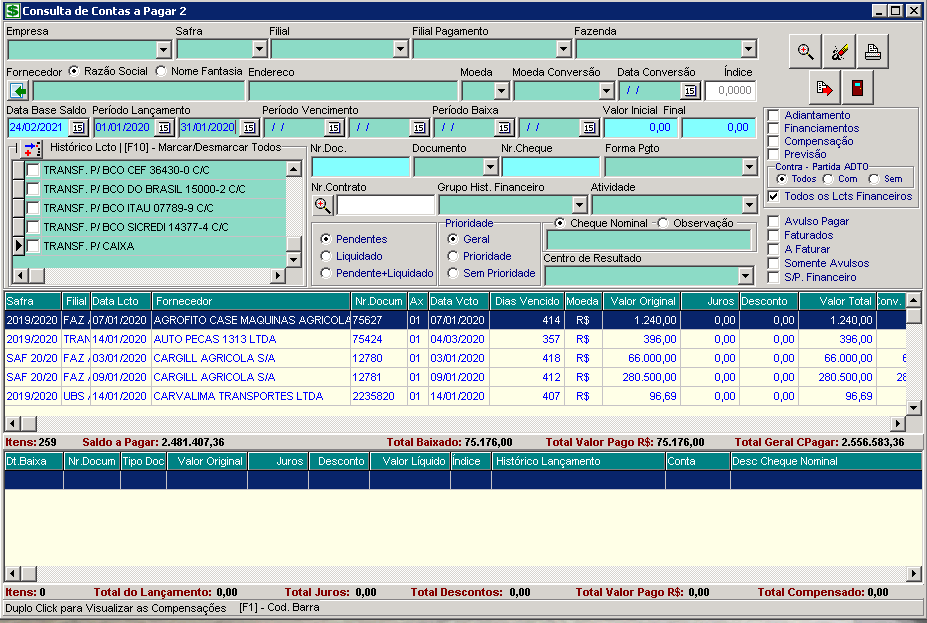 Consulta de Contas a Pagar 2
Empresa Safra Filial Filial Pagamento Fazenda
Fornecedor Razão Social Nome Fantasia Endereco Moeda Moeda Conversão Data Conversão Índice
/ / 15 0,0000
Data Base Saldo Período Lançamento Período Vencimento Período Baixa Valor Inicial Final
24/02/2021 15 01/01/2020 15 31/01/2020 15 / / 15 / / 15 / / 15 / / 15 0,00 0,00
Histórico Lcto | [F10] - Marcar/Desmarcar Todos
TRANSF. P/ BCO CEF 36430-0 C/C
TRANSF. P/ BCO DO BRASIL 15000-2 C/C
TRANSF. P/ BCO ITAU 07789-9 C/C
TRANSF. P/ BCO SICREDI 14377-4 C/C
TRANSF. P/ CAIXA
Nr.Doc. Documento Nr.Cheque Forma Pgto
Nr.Contrato Grupo Hist. Financeiro Atividade
Pendentes
Liquidado
Pendente+Liquidado
Prioridade
Geral
Prioridade
Sem Prioridade
Cheque Nominal Observação
Centro de Resultado
Adiantamento
Financiamentos
Compensação
Previsão
Contra - Partida ADTO
Todos Com Sem
Todos os Lcts Financeiros
Avulso Pagar
Faturados
A Faturar
Somente Avulsos
S/P. Financeiro
Safra Filial Data Lcto Fornecedor Nr.Docum Ax Data Vcto Dias Vencido Moeda Valor Original Juros Desconto Valor Total Conv.
2019/2020 FAZ 07/01/2020 AGROFITO CASE MAQUINAS AGRICOLA 75627 01 07/01/2020 414 R$ 1.240,00 0,00 0,00 1.240,00
2019/2020 TRAN 14/01/2020 AUTO PECAS 1313 LTDA 75424 01 04/03/2020 357 R$ 396,00 0,00 0,00 396,00
SAF 20/20 FAZ 03/01/2020 CARGILL AGRICOLA S/A 12780 01 03/01/2020 418 R$ 66.000,00 0,00 0,00 66.000,00 6
SAF 20/20 FAZ 09/01/2020 CARGILL AGRICOLA S/A 12781 01 09/01/2020 412 R$ 280.500,00 0,00 0,00 280.500,00 28
2019/2020 UBS 14/01/2020 CARVALIMA TRANSPORTES LTDA 2235820 01 14/01/2020 407 R$ 96,69 0,00 0,00 96,69
Itens: 259 Saldo a Pagar: 2.481.407,36 Total Baixado: 75.176,00 Total Valor Pago R$: 75.176,00 Total Geral CPagar: 2.556.583,36
Dt.Baixa Nr.Docum Tipo Doc Valor Original Juros Desconto Valor Líquido Índice Histórico Lançamento Conta Desc Cheque Nominal
Itens: 0 Total do Lançamento: 0,00 Total Juros: 0,00 Total Descontos: 0,00 Total Valor Pago R$: 0,00 Total Compensado: 0,00
Duplo Click para Visualizar as Compensações [F1] - Cod. Barra